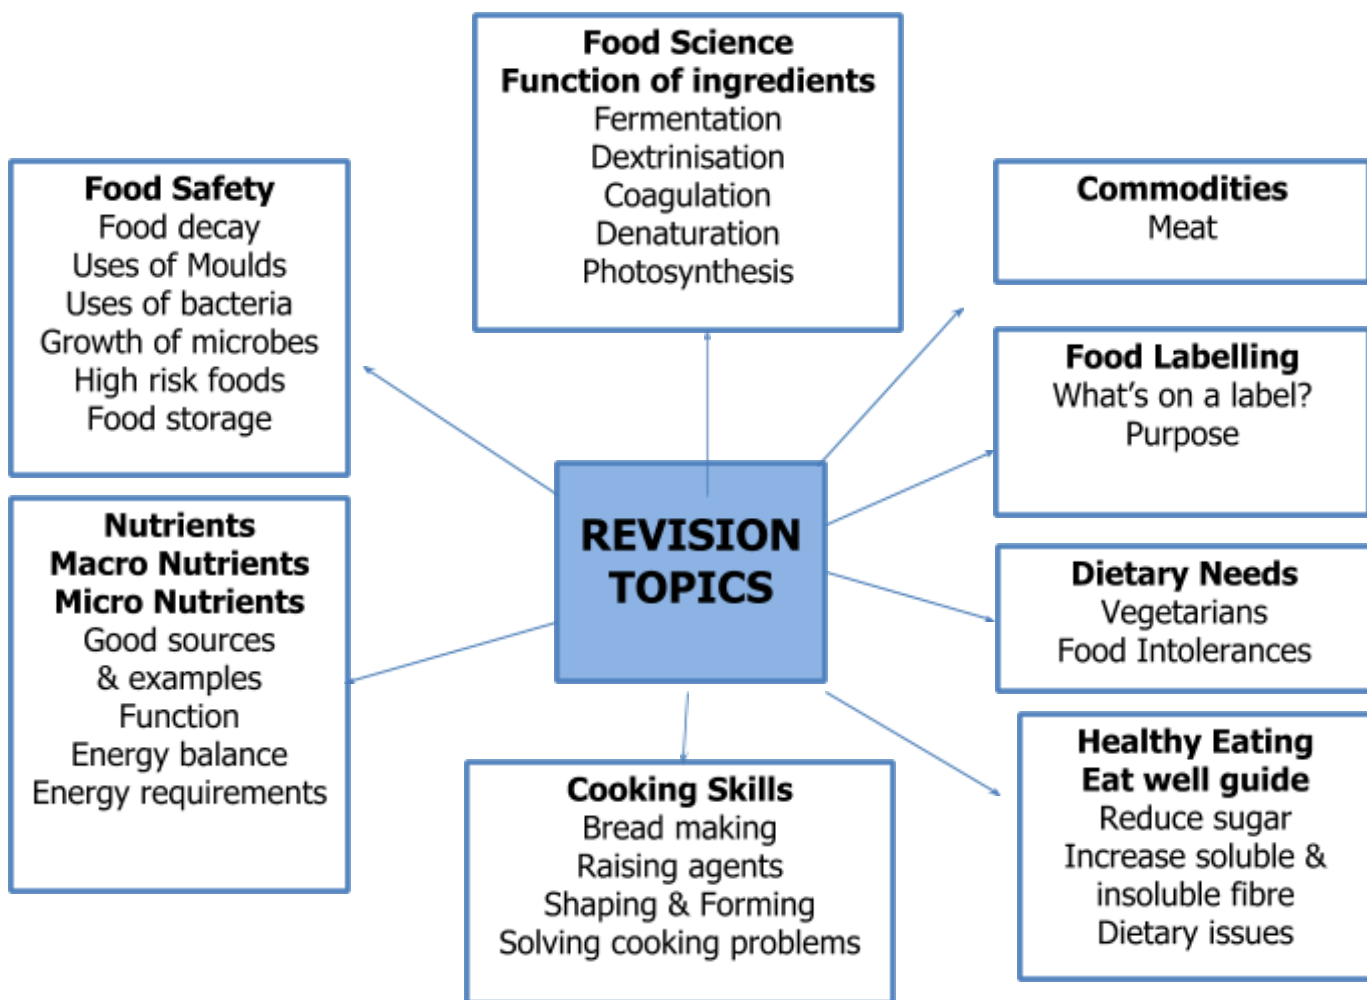 Food Science
Function of ingredients
Fermentation
Dextrinisation
Coagulation
Denaturation
Photosynthesis
Food Safety
Food decay
Uses of Moulds
Uses of bacteria
Growth of microbes
High risk foods
Food storage
Commodities
Meat
Food Labelling
What's on a label?
Purpose
REVISION
TOPICS
Nutrients
Macro Nutrients
Micro Nutrients
Good sources
& examples
Function
Energy balance
Energy requirements
Dietary Needs
Vegetarians
Food Intolerances
Cooking Skills
Bread making
Raising agents
Shaping & Forming
Solving cooking problems
Healthy Eating
Eat well guide
Reduce sugar
Increase soluble &
insoluble fibre
Dietary issues